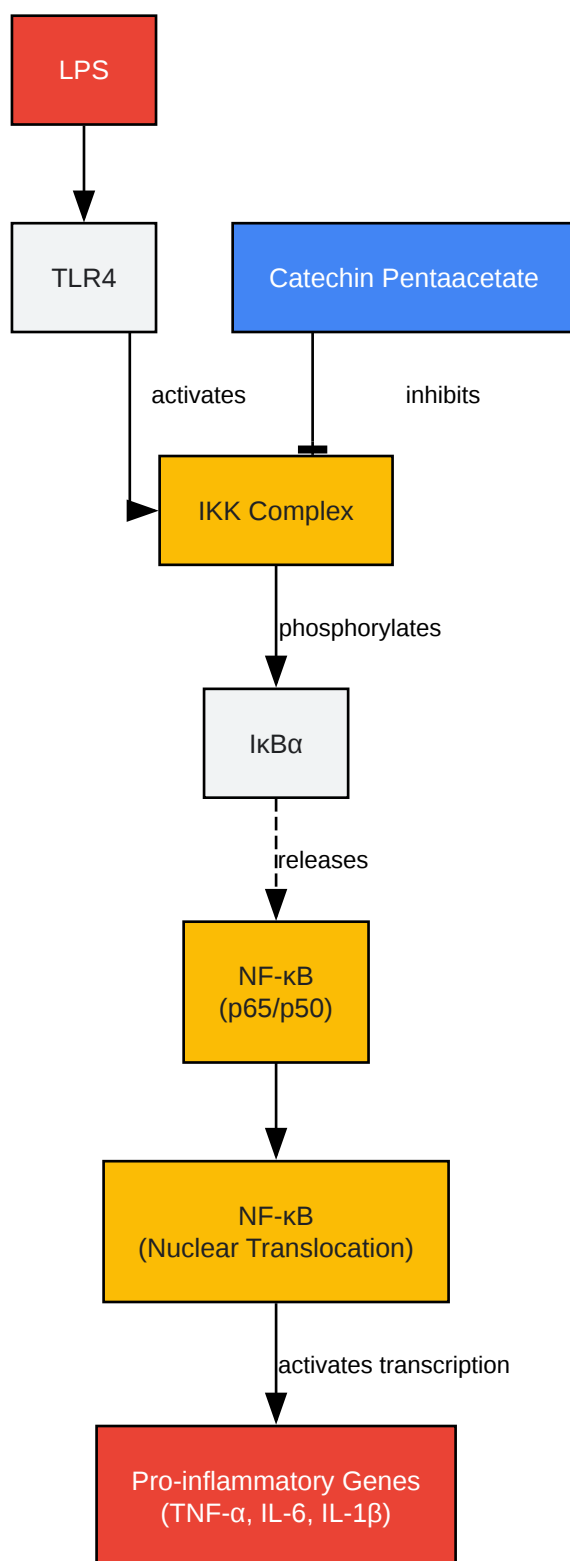 LPS
TLR4
Catechin Pentaacetate
activates
inhibits
IKK Complex
phosphorylates
IκBα
releases
NF-κB
(p65/p50)
NF-κB
(Nuclear Translocation)
activates transcription
Pro-inflammatory Genes
(TNF-α, IL-6, IL-1β)